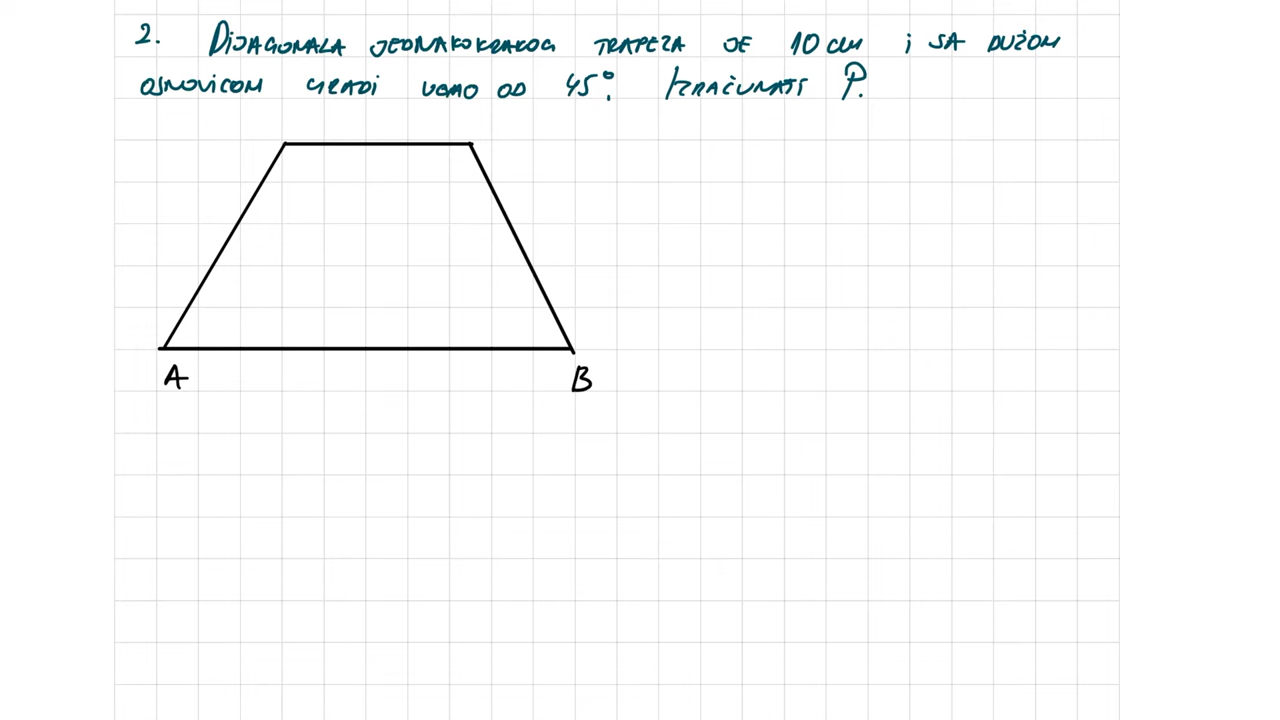 2. DIJAGONALA JEDNAKOKRAKOG TRAPEZA JE 10 cm i SA DUŽOM
OSNOVICOM GRADI UGAO OD 45°. IZRAČUNATI P.
A
B